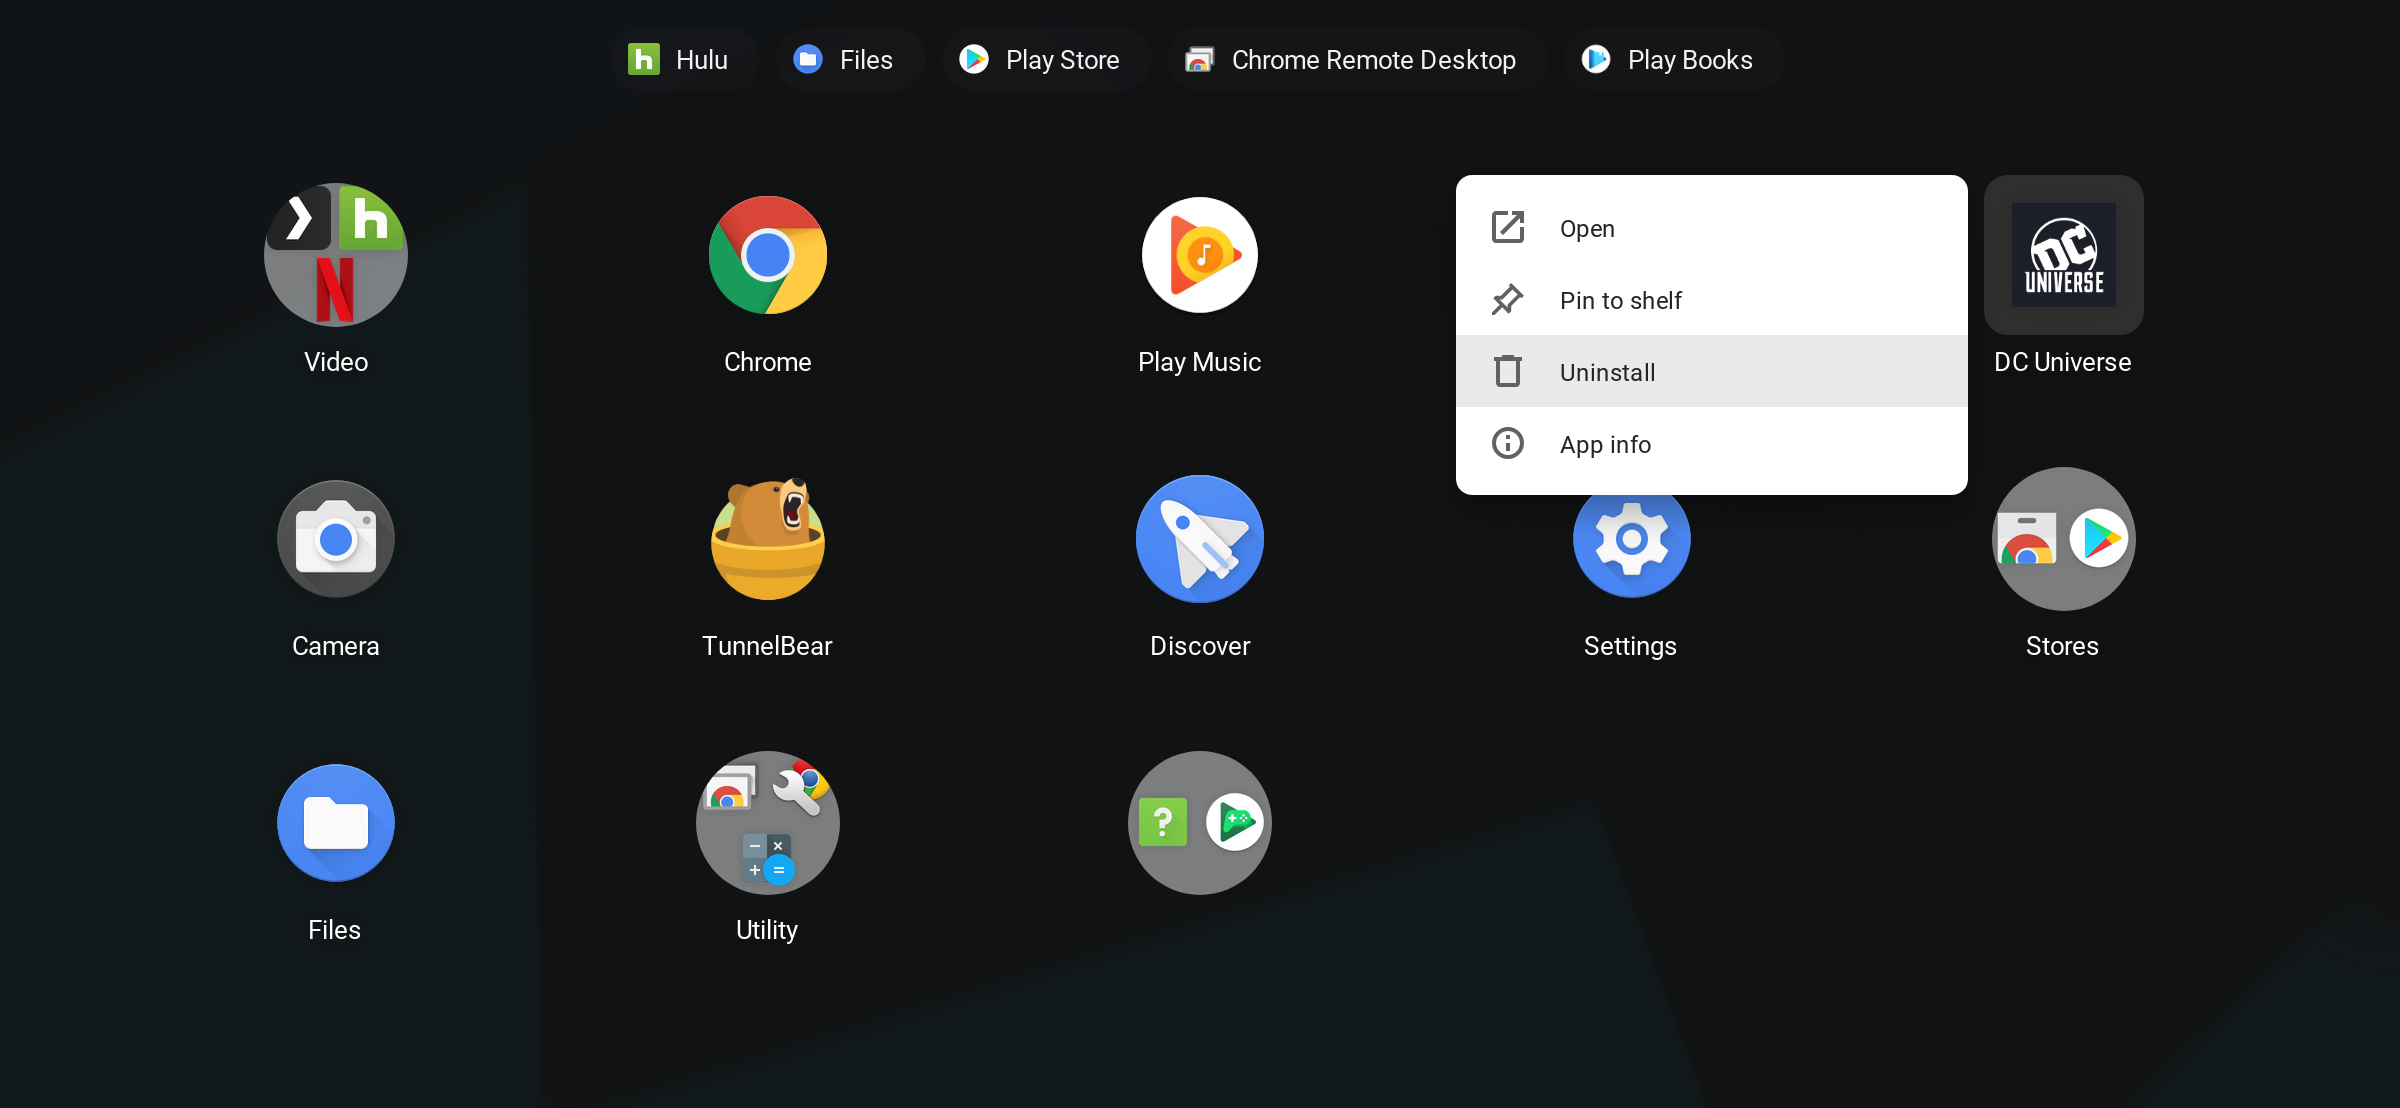 Hulu
Files
Play Store
Chrome Remote Desktop
Play Books
Video
Chrome
Play Music
Open
Pin to shelf
Uninstall
App info
DC
UNIVERSE
DC Universe
Camera
TunnelBear
Discover
Settings
Stores
Files
Utility